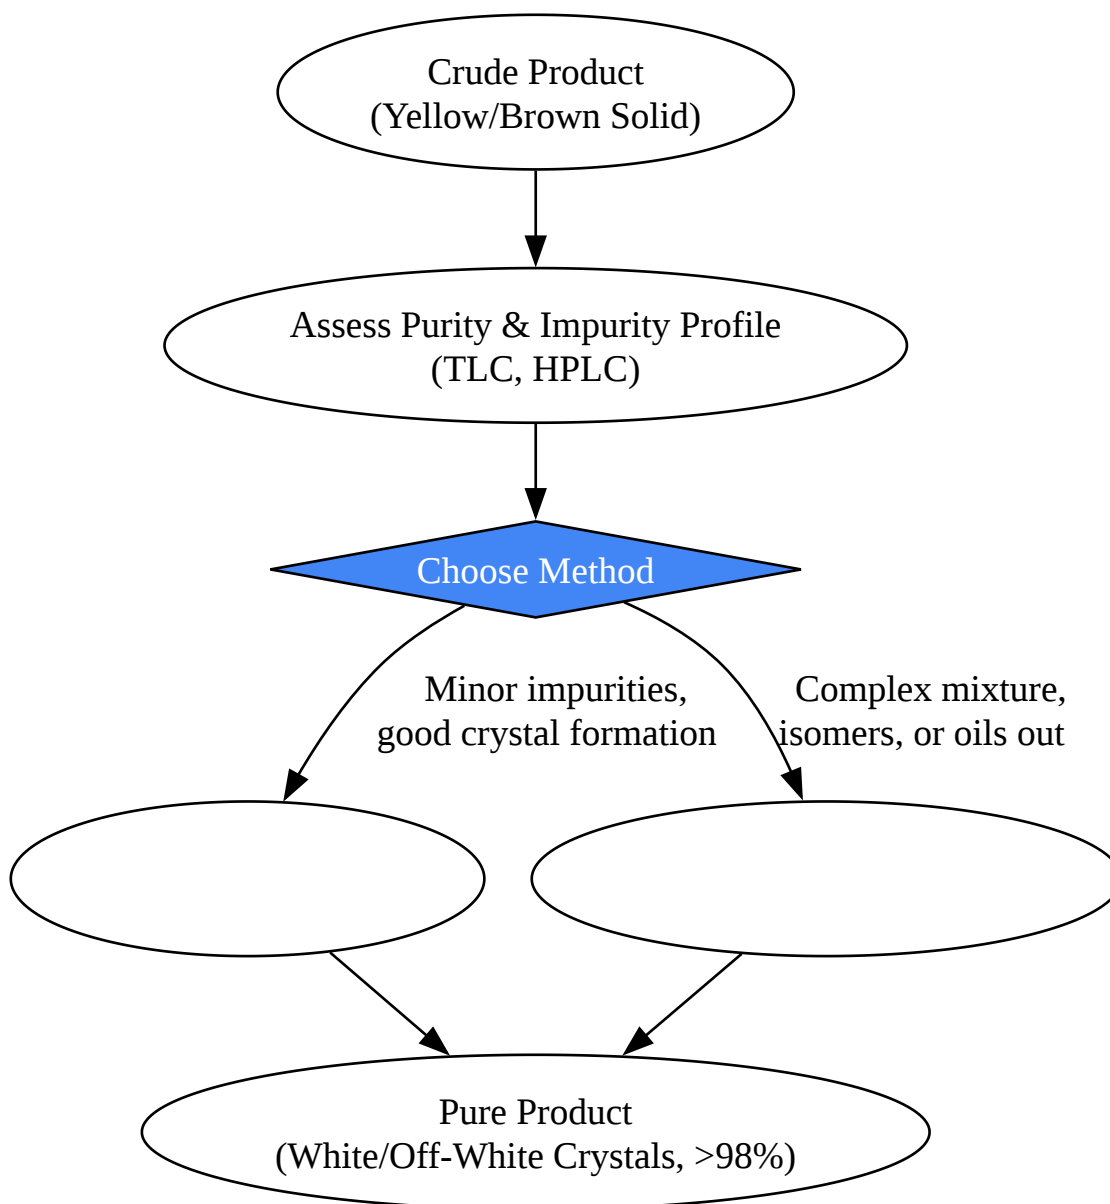 Crude Product
(Yellow/Brown Solid)
Assess Purity & Impurity Profile
(TLC, HPLC)
Choose Method
Minor impurities,
good crystal formation
Complex mixture,
isomers, or oils out
Pure Product
(White/Off-White Crystals, >98%)